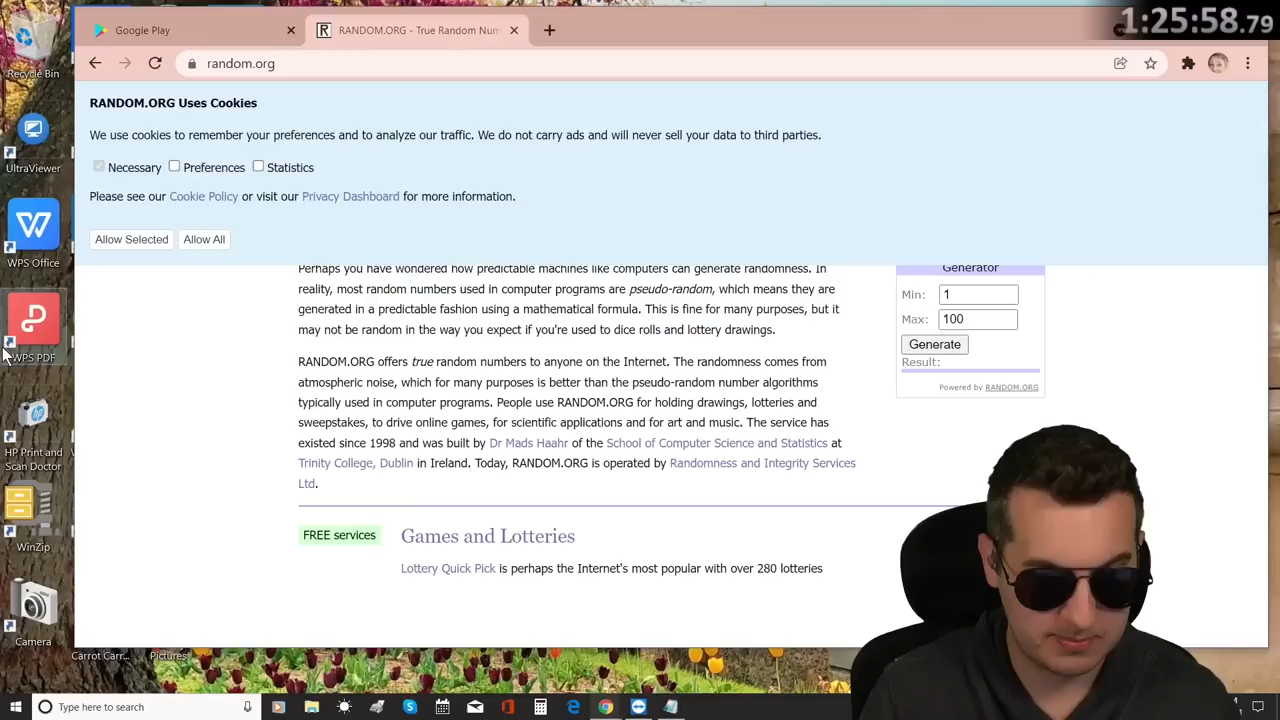 1:25:58.79
Google Play
RANDOM.ORG - True Random Num
random.org
RANDOM.ORG Uses Cookies
We use cookies to remember your preferences and to analyze our traffic. We do not carry ads and will never sell your data to third parties.
Necessary Preferences Statistics
Please see our Cookie Policy or visit our Privacy Dashboard for more information.
Allow Selected Allow All
Perhaps you have wondered how predictable machines like computers can generate randomness. In
reality, most random numbers used in computer programs are pseudo-random, which means they are
generated in a predictable fashion using a mathematical formula. This is fine for many purposes, but it
may not be random in the way you expect if you're used to dice rolls and lottery drawings.
RANDOM.ORG offers true random numbers to anyone on the Internet. The randomness comes from
atmospheric noise, which for many purposes is better than the pseudo-random number algorithms
typically used in computer programs. People use RANDOM.ORG for holding drawings, lotteries and
sweepstakes, to drive online games, for scientific applications and for art and music. The service has
existed since 1998 and was built by Dr Mads Haahr of the School of Computer Science and Statistics at
Trinity College, Dublin in Ireland. Today, RANDOM.ORG is operated by Randomness and Integrity Services
Ltd.
FREE services
Games and Lotteries
Lottery Quick Pick is perhaps the Internet's most popular with over 280 lotteries
Generator
Min: 1
Max: 100
Generate
Result:
Powered by RANDOM.ORG
Recycle Bin
UltraViewer
WPS Office
WPS PDF
HP Print and
Scan Doctor
WinZip
Camera
Carrot Carr...
Pictures
Type here to search